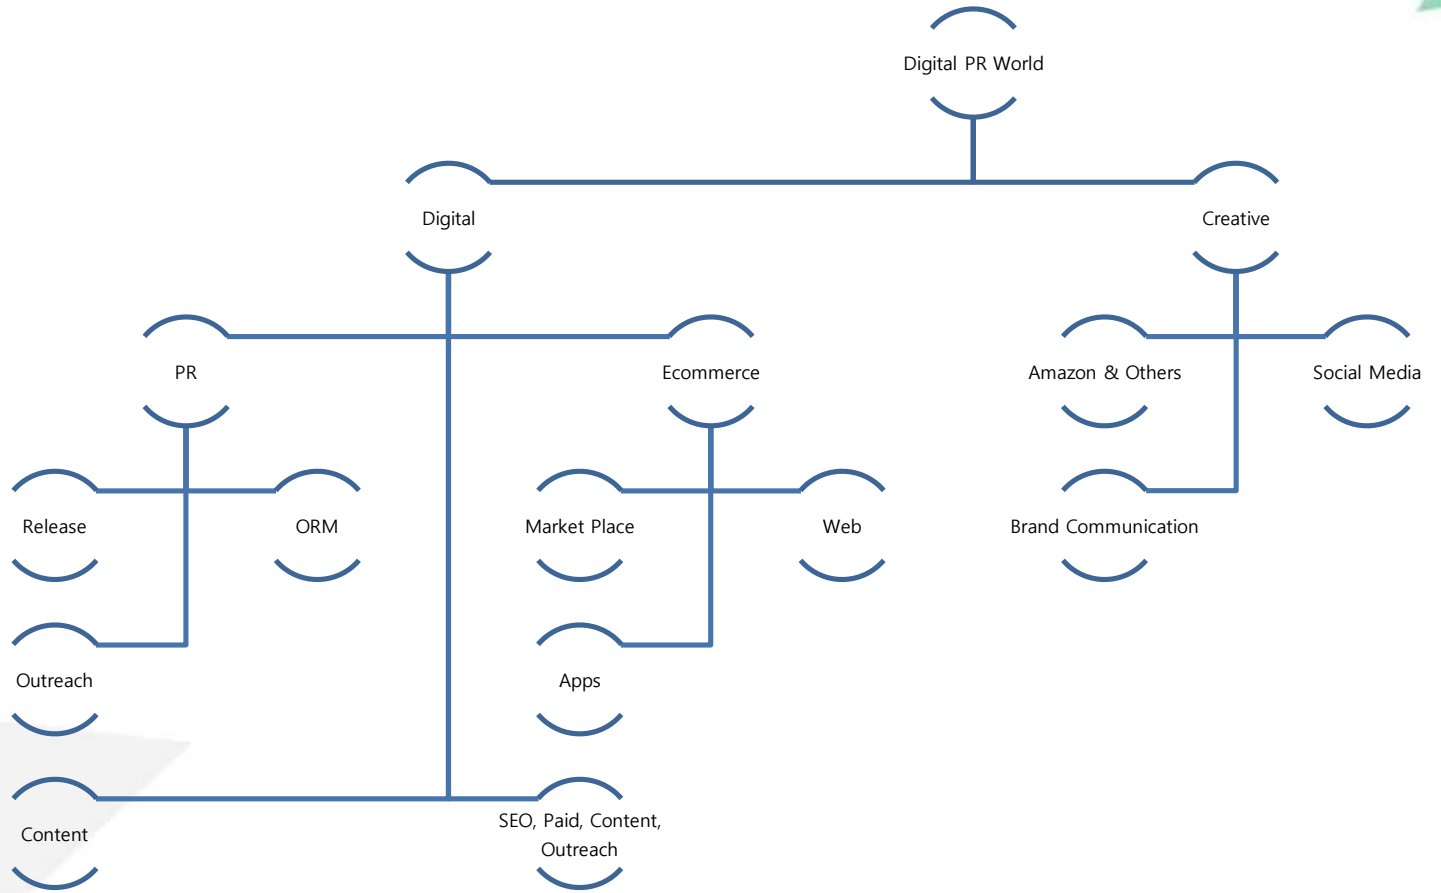 Digital PR World
Digital
Creative
PR
Ecommerce
Amazon & Others
Social Media
Release
ORM
Market Place
Web
Brand Communication
Outreach
Apps
Content
SEO, Paid, Content,
Outreach